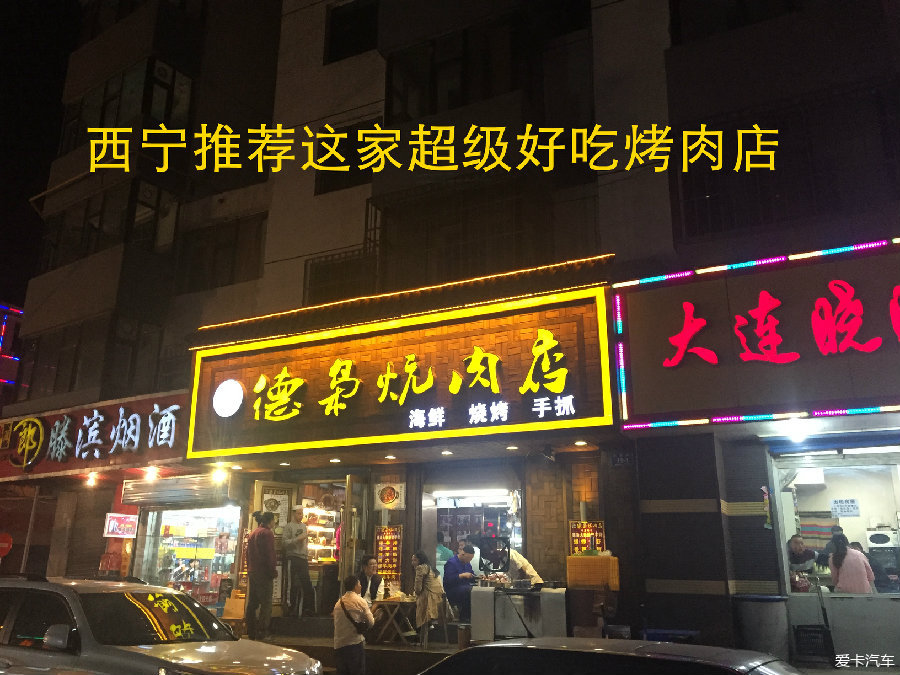 西宁推荐这家超级好吃烤肉店
德枭炕肉店
海鲜 烧烤 手抓
大连晓
滕滨烟酒
爱卡汽车